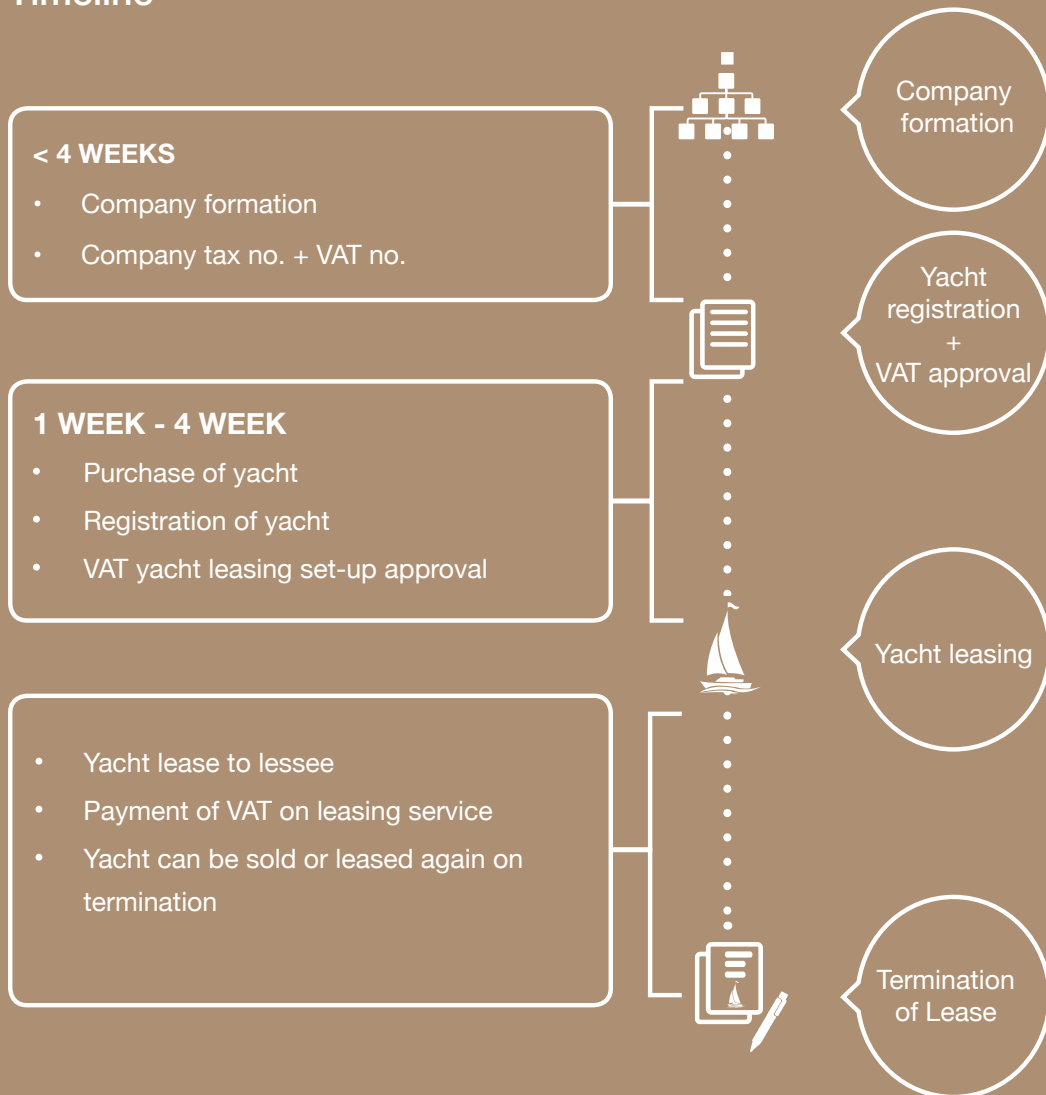 Timeline
Company
formation
< 4 WEEKS
• Company formation
• Company tax no. + VAT no.
Yacht
registration
+
VAT approval
1 WEEK - 4 WEEK
• Purchase of yacht
• Registration of yacht
• VAT yacht leasing set-up approval
Yacht leasing
• Yacht lease to lessee
• Payment of VAT on leasing service
• Yacht can be sold or leased again on
termination
Termination
of Lease